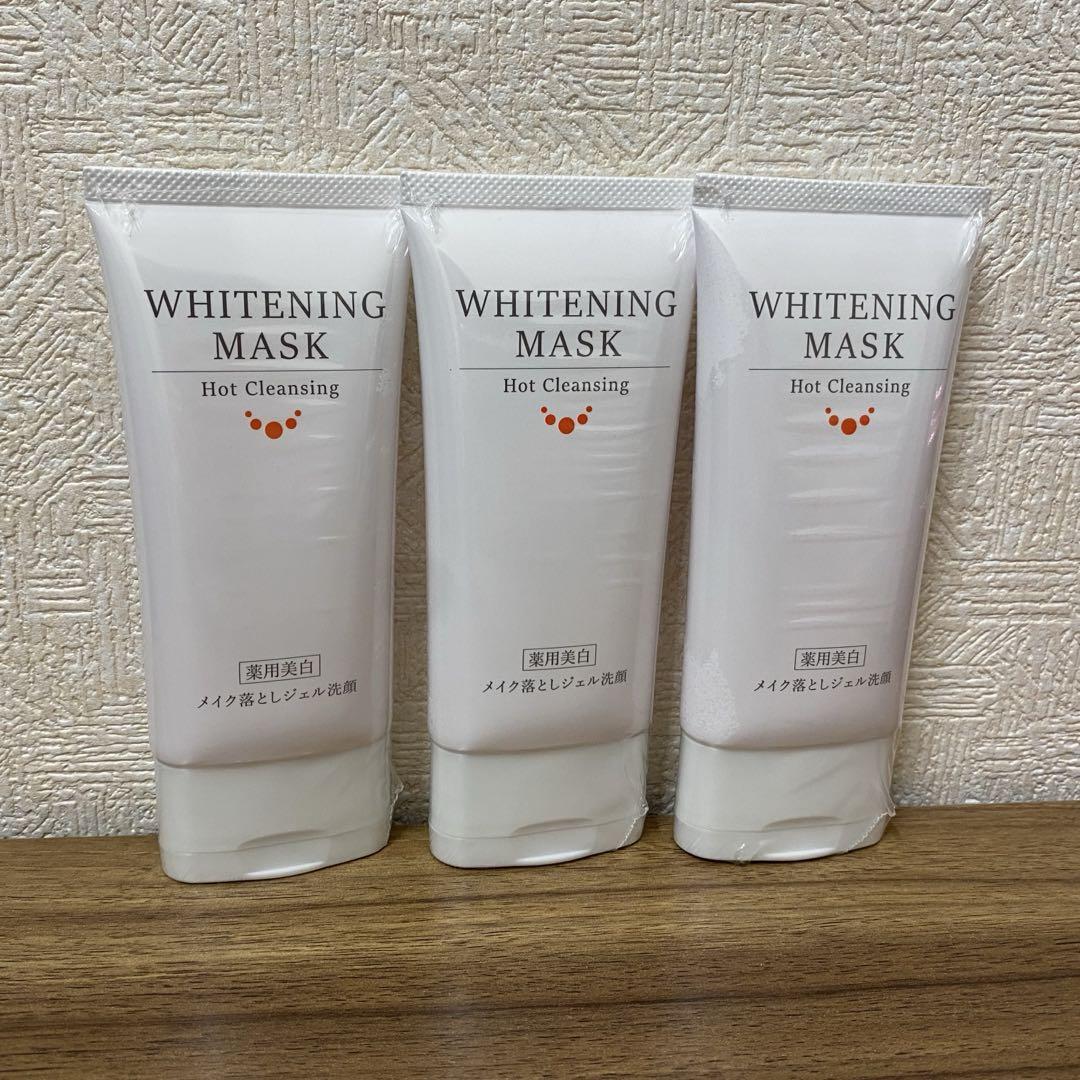 WHITENING
MASK
Hot Cleansing
薬用美白
メイク落としジェル洗顔
WHITENING
MASK
Hot Cleansing
薬用美白
メイク落としジェル洗顔
WHITENING
MASK
Hot Cleansing
薬用美白
メイク落としジェル洗顔